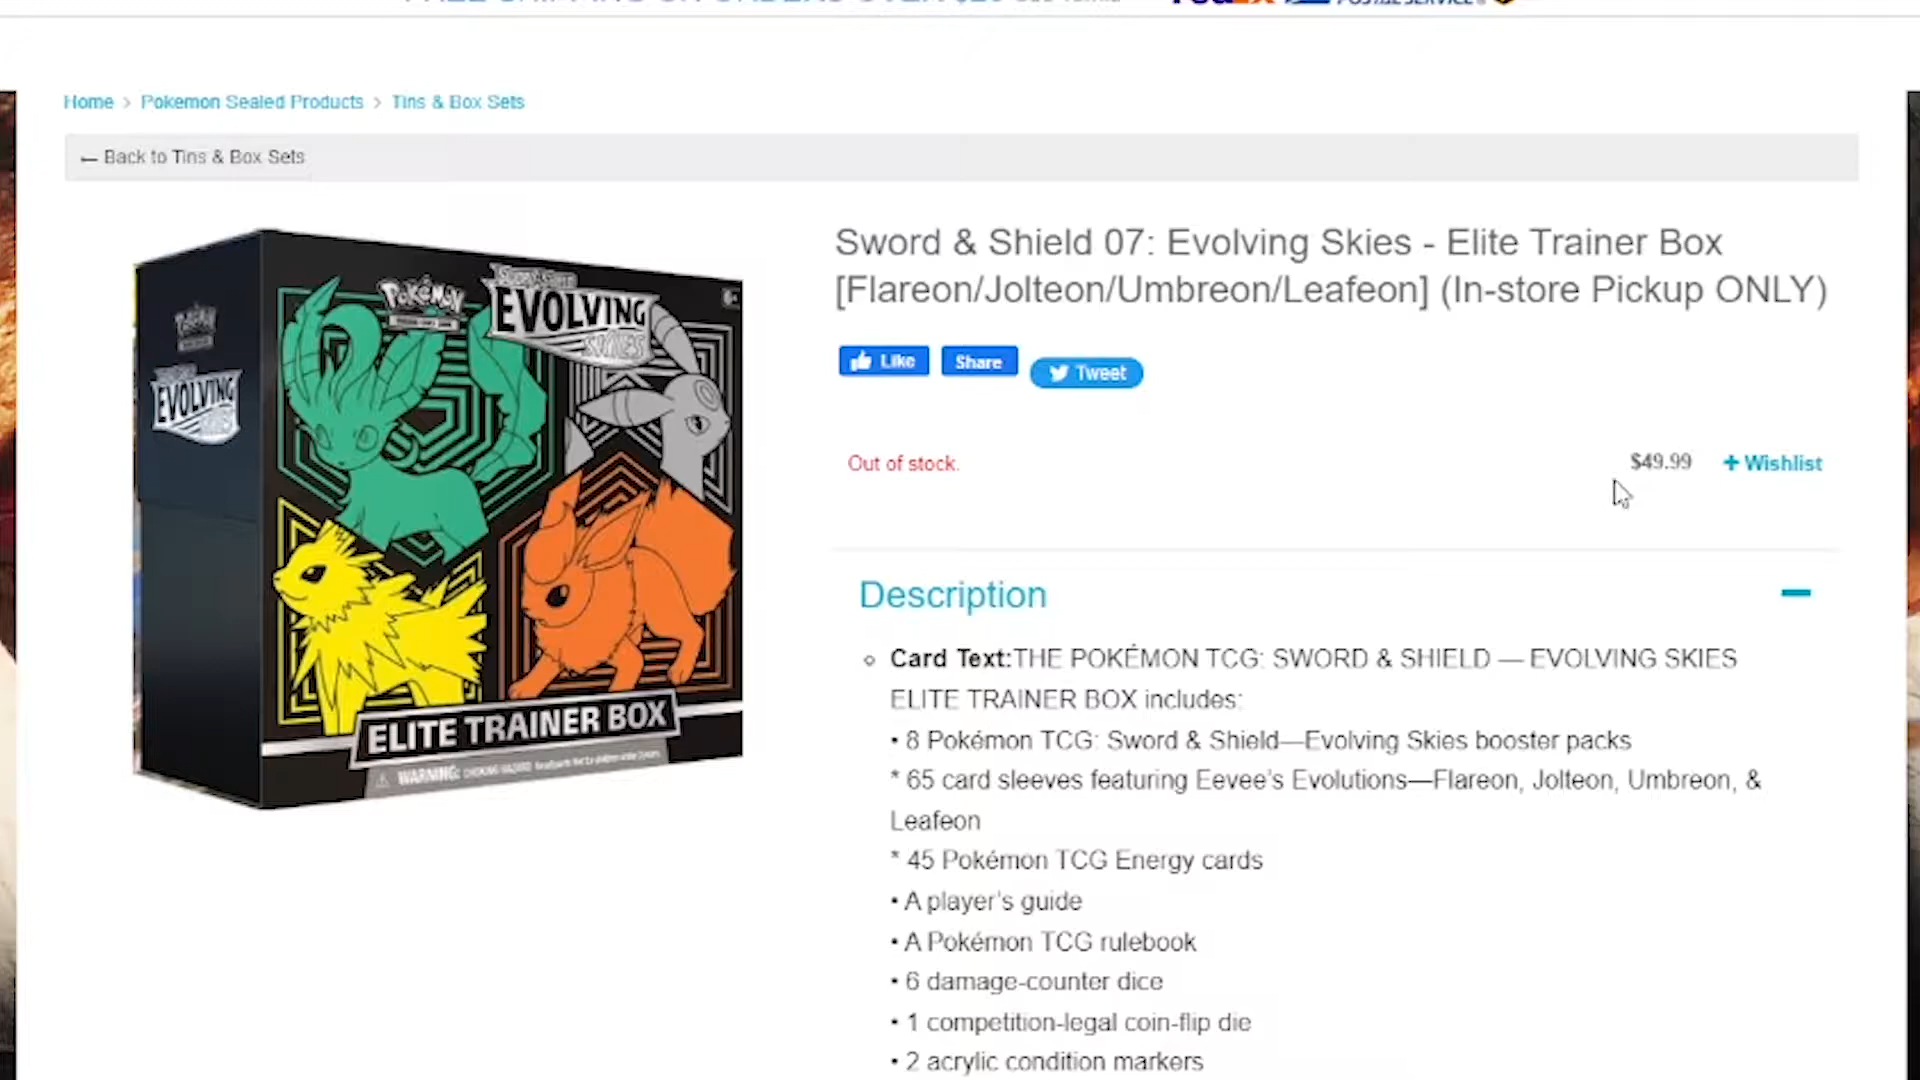 Home > Pokemon Sealed Products > Tins & Box Sets
← Back to Tins & Box Sets
Sword & Shield 07: Evolving Skies - Elite Trainer Box
[Flareon/Jolteon/Umbreon/Leafeon] (In-store Pickup ONLY)
Like Share Tweet
Out of stock. $49.99 + Wishlist
Pokémon
EVOLVING
SKIES
EVOLVING
ELITE TRAINER BOX
WARNING:
Description
Card Text:THE POKÉMON TCG: SWORD & SHIELD — EVOLVING SKIES
ELITE TRAINER BOX includes:
• 8 Pokémon TCG: Sword & Shield—Evolving Skies booster packs
* 65 card sleeves featuring Eevee's Evolutions—Flareon, Jolteon, Umbreon, &
Leafeon
* 45 Pokémon TCG Energy cards
• A player's guide
• A Pokémon TCG rulebook
• 6 damage-counter dice
• 1 competition-legal coin-flip die
• 2 acrylic condition markers